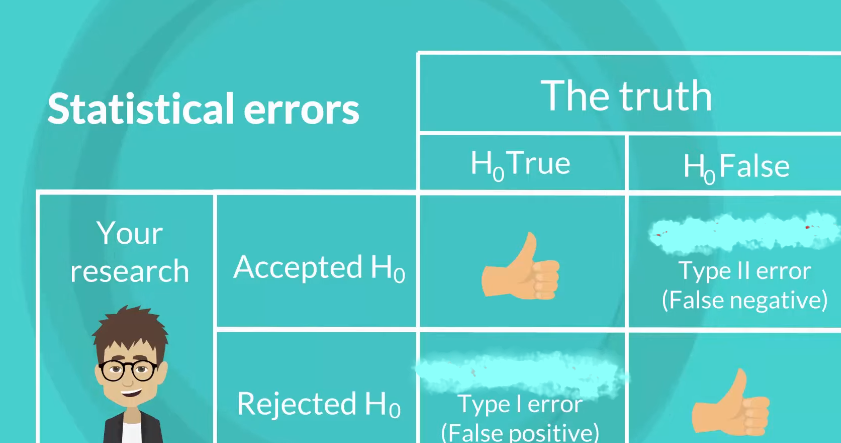 Statistical errors
The truth
H₀True
H₀False
Your
research
Accepted H₀
Type II error
(False negative)
Rejected H₀
Type I error
(False positive)